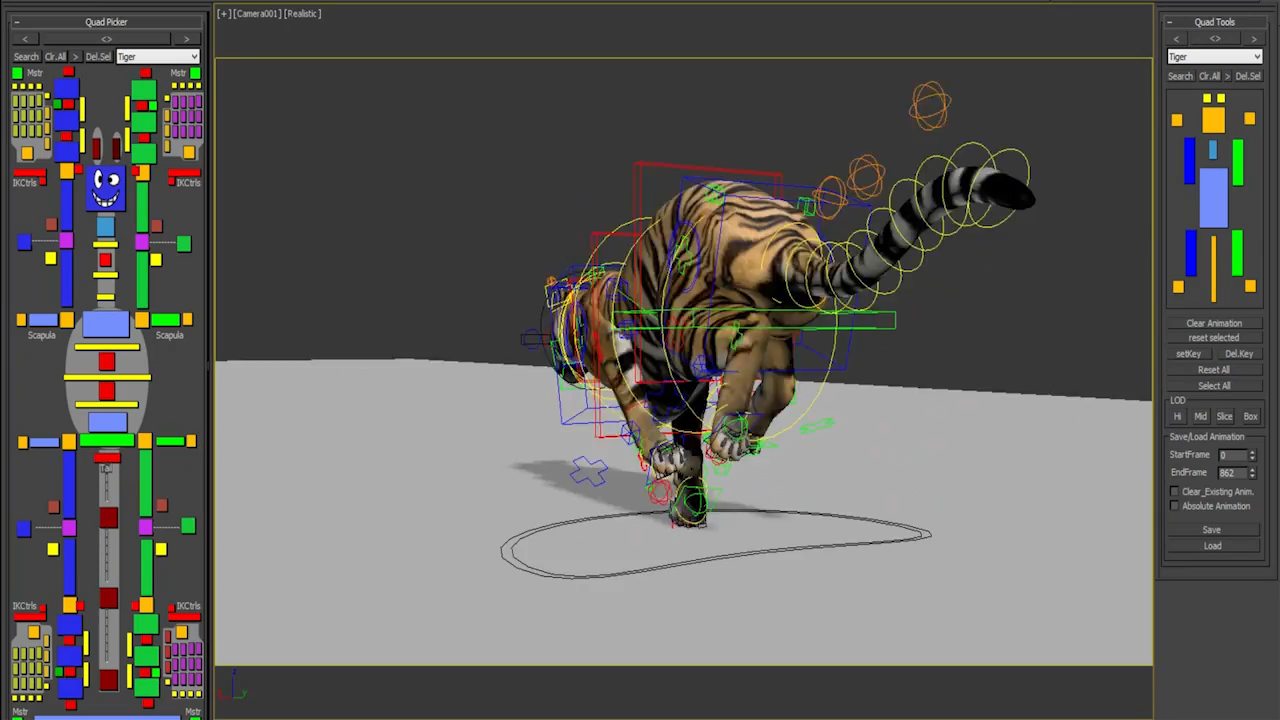 Quad Picker
[+][Camera001][Realistic]
Quad Tools
< <> >
< <> >
Search Clr.All > Del.Sel Tiger
Tiger
Mstr Mstr
Search Clr.All > Del.Sel
IKCtrls IKCtrls
Scapula Scapula
Clear Animation
reset selected
setKey Del.Key
Reset All
Select All
LOD
Hi Mid Slice Box
Save/Load Animation
StartFrame 0
EndFrame 862
Clear_Existing Anim.
Absolute Animation
Save
Load
Tail
IKCtrls IKCtrls
Mstr Mstr
z
x y